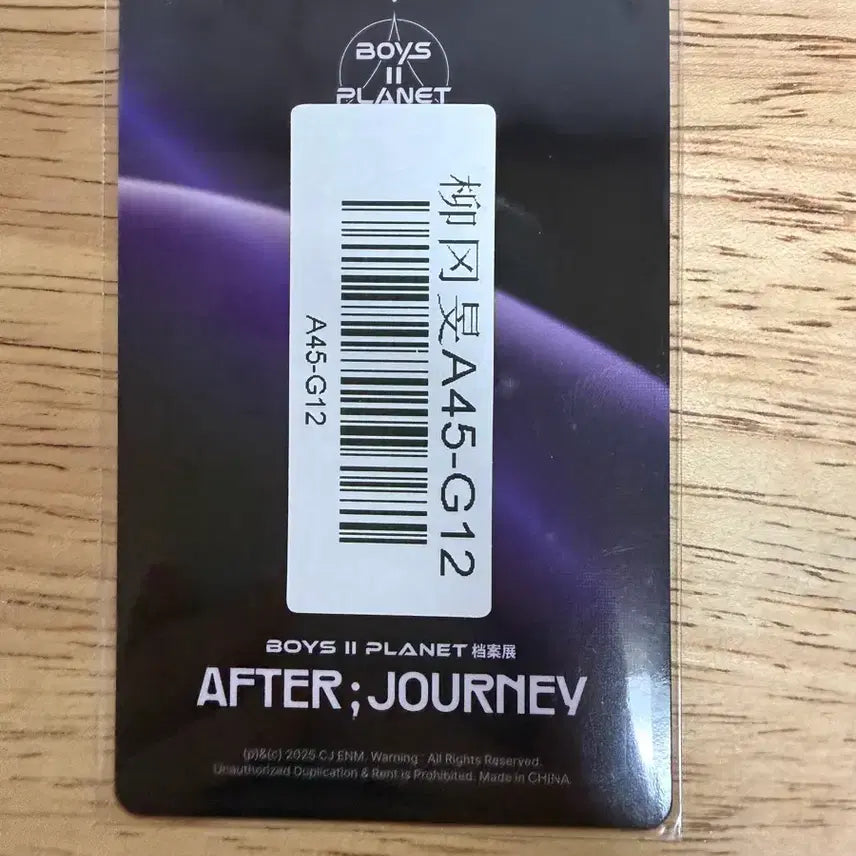 BOYS
II
PLANET
柳冈旻A45-G12
A45-G12
BOYS II PLANET 档案展
AFTER ; JOURNEY
(p)&(c) 2025 CJ ENM. Warning: All Rights Reserved.
Unauthorized Duplication & Rent is Prohibited. Made in CHINA.